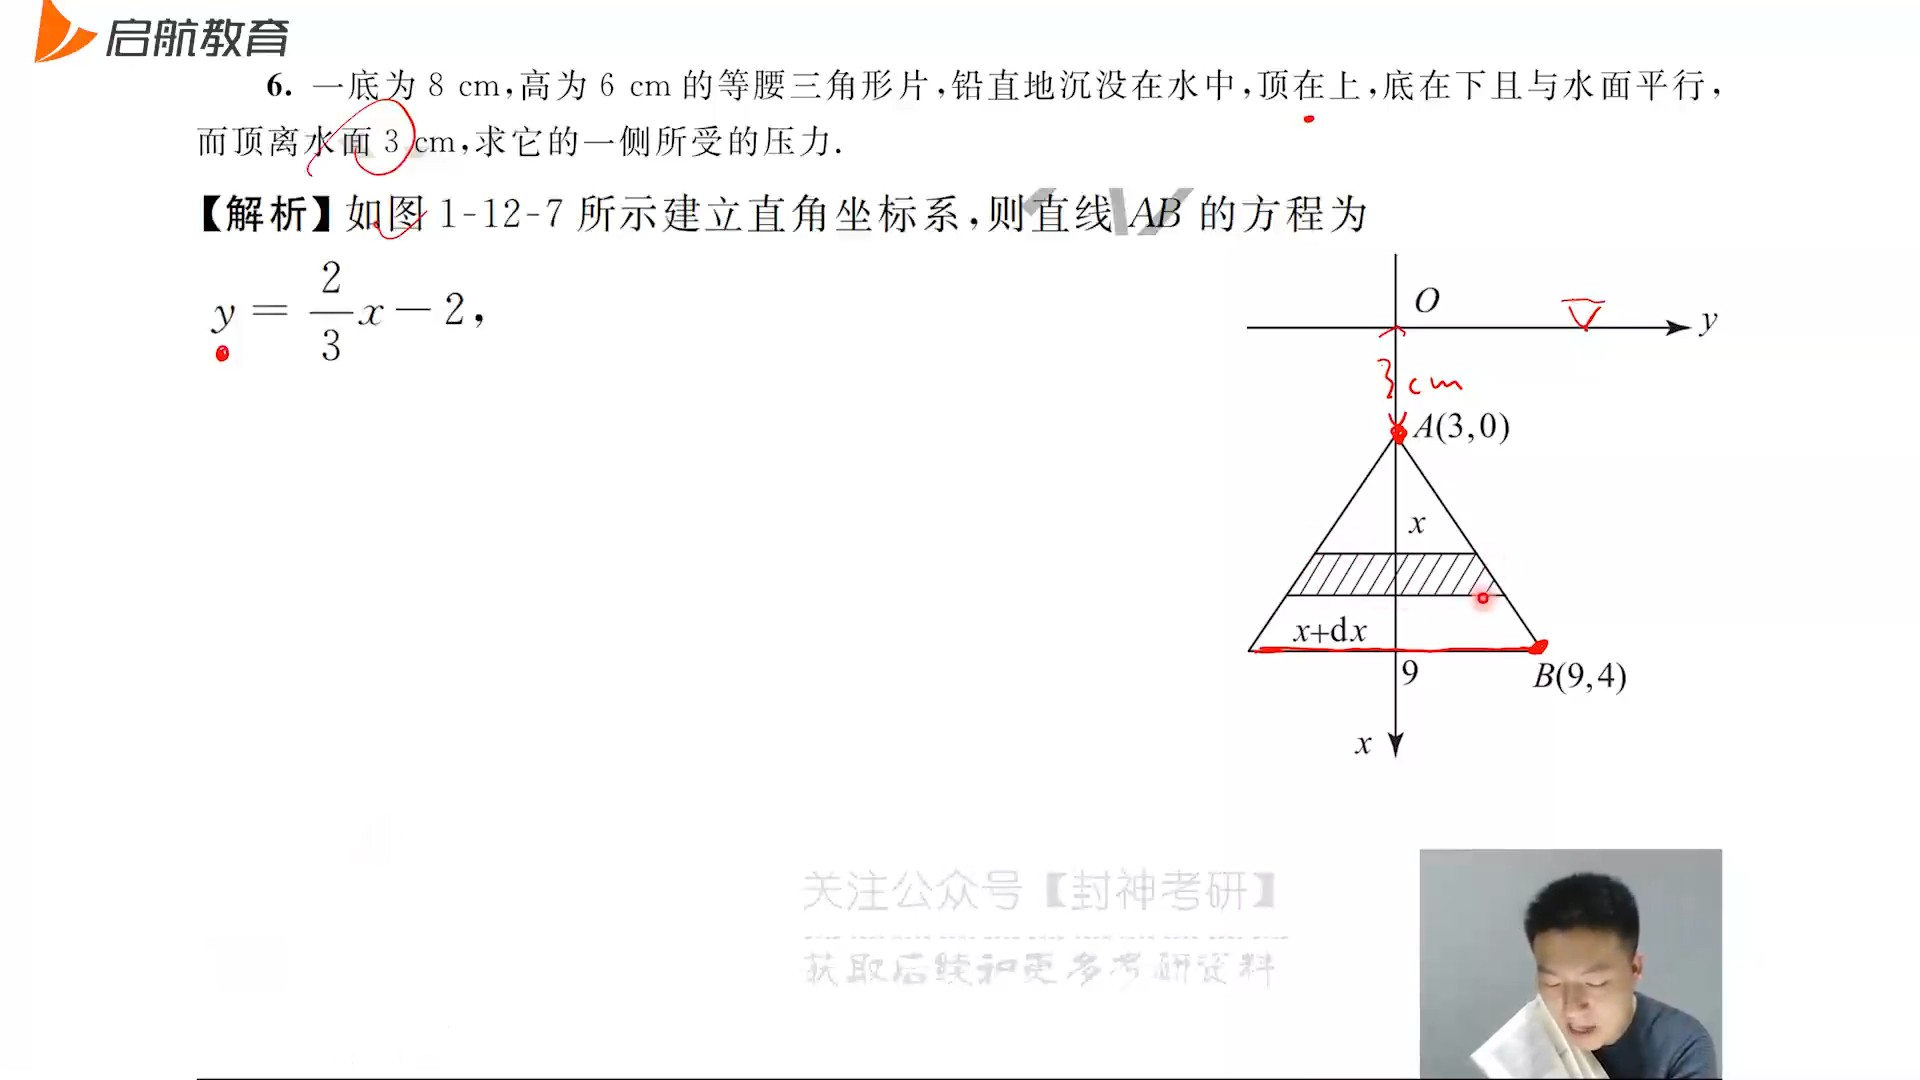 启航教育
6. 一底为 8 cm,高为 6 cm 的等腰三角形片,铅直地沉没在水中,顶在上,底在下且与水面平行,
而顶离水面 3 cm,求它的一侧所受的压力.
【解析】如图 1-12-7 所示建立直角坐标系,则直线 AB 的方程为
y = 2/3 x − 2,
O
y
3cm
A(3,0)
x
x+dx
9
B(9,4)
x
关注公众号【封神考研】
获取后续和更多考研资料